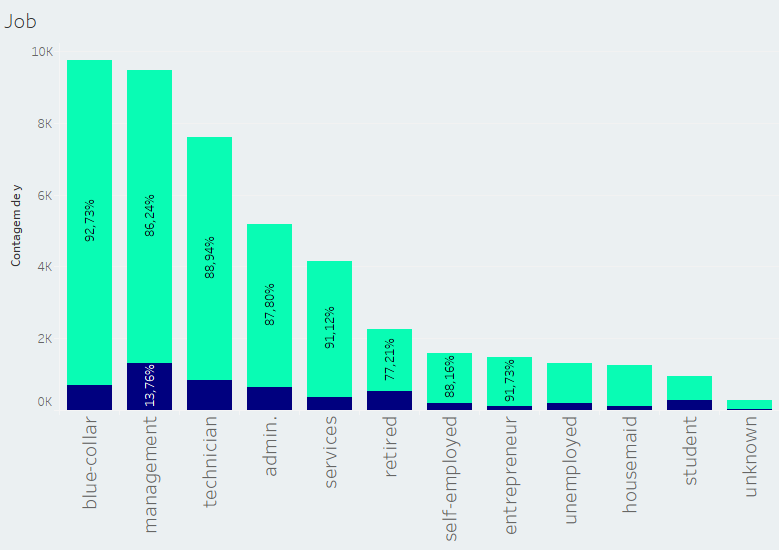 Job
10K
8K
6K
4K
2K
0K
Contagem de y
92,73%
86,24%
13,76%
88,94%
87,80%
91,12%
77,21%
88,16%
91,73%
blue-collar
management
technician
admin.
services
retired
self-employed
entrepreneur
unemployed
housemaid
student
unknown